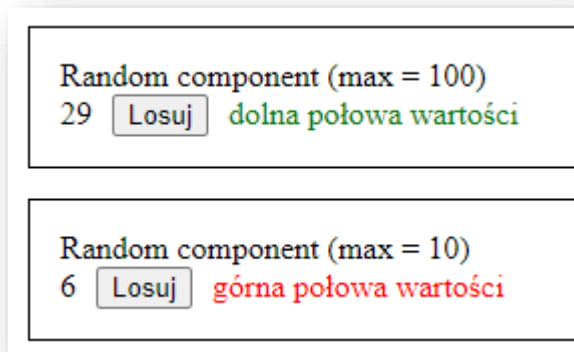 Random component (max = 100)
29 Losuj dolna połowa wartości
Random component (max = 10)
6 Losuj górna połowa wartości